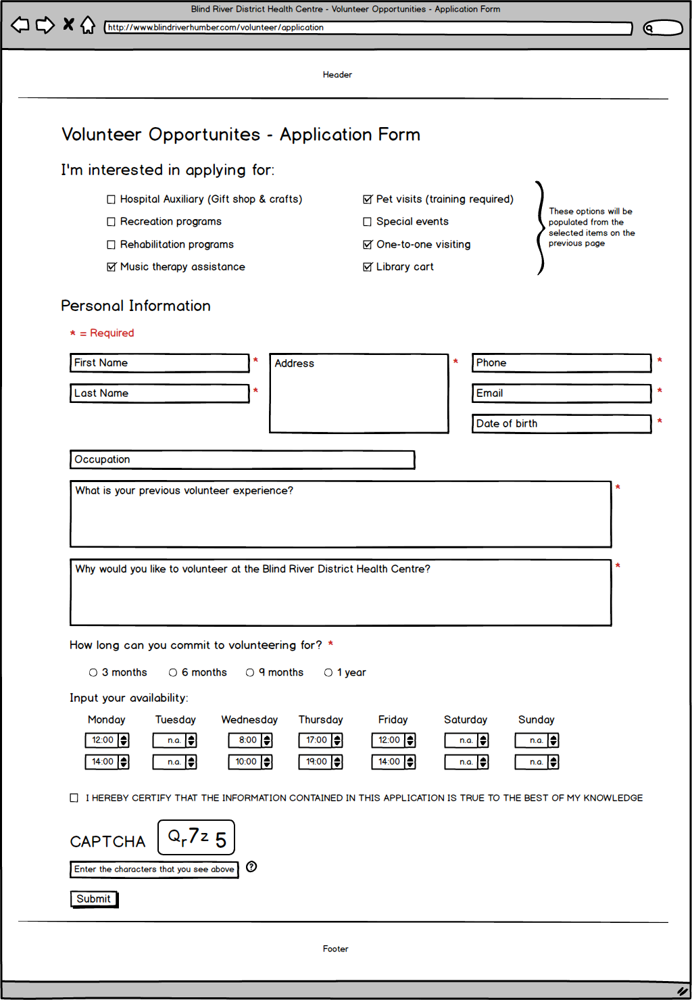 Blind River District Health Centre - Volunteer Opportunities - Application Form
http://www.blindriverhumber.com/volunteer/application
Header
Volunteer Opportunites - Application Form
I'm interested in applying for:
Hospital Auxiliary (Gift shop & crafts)
Pet visits (training required)
Recreation programs
Special events
Rehabilitation programs
One-to-one visiting
Music therapy assistance
Library cart
These options will be
populated from the
selected items on the
previous page
Personal Information
* = Required
First Name *
Address *
Phone *
Last Name *
Email *
Date of birth *
Occupation
What is your previous volunteer experience? *
Why would you like to volunteer at the Blind River District Health Centre? *
How long can you commit to volunteering for? *
3 months 6 months 9 months 1 year
Input your availability:
Monday Tuesday Wednesday Thursday Friday Saturday Sunday
12:00 n.a. 8:00 17:00 12:00 n.a. n.a.
14:00 n.a. 10:00 19:00 14:00 n.a. n.a.
I HEREBY CERTIFY THAT THE INFORMATION CONTAINED IN THIS APPLICATION IS TRUE TO THE BEST OF MY KNOWLEDGE
CAPTCHA Qr7z 5
Enter the characters that you see above ?
Submit
Footer